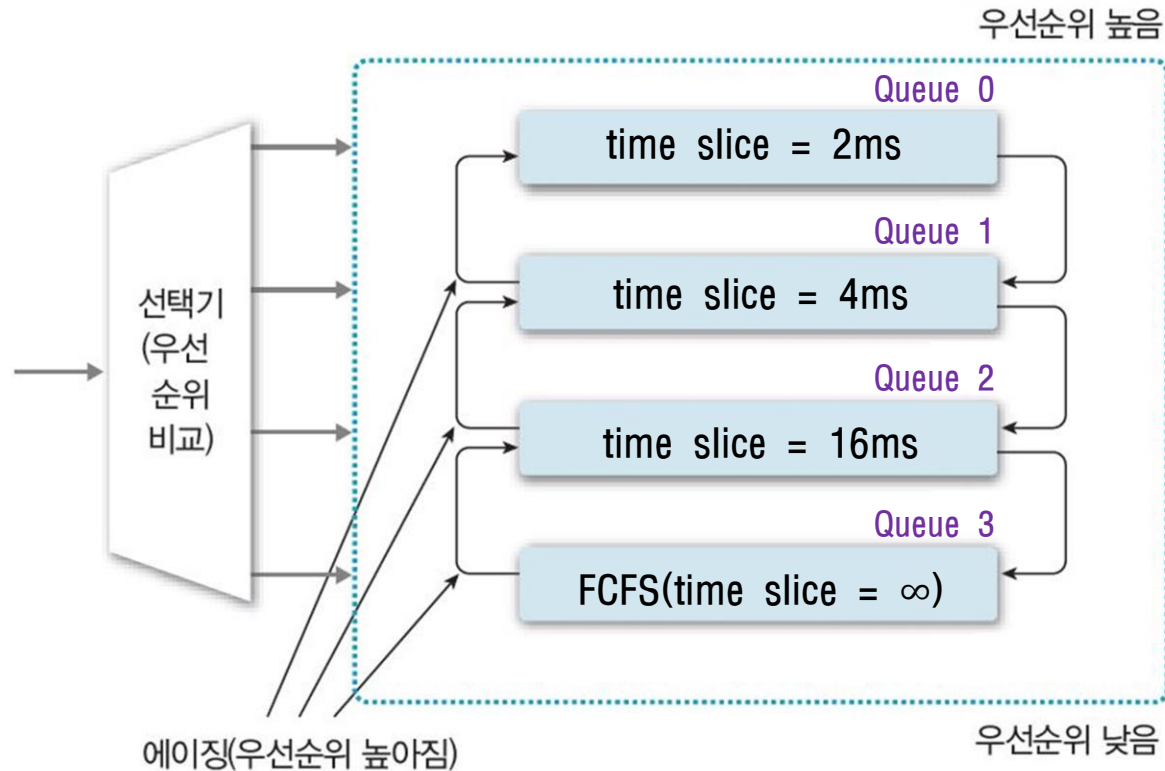 우선순위 높음
Queue 0
time slice = 2ms
Queue 1
time slice = 4ms
선택기
(우선
순위
비교)
Queue 2
time slice = 16ms
Queue 3
FCFS(time slice = ∞)
에이징(우선순위 높아짐)
우선순위 낮음